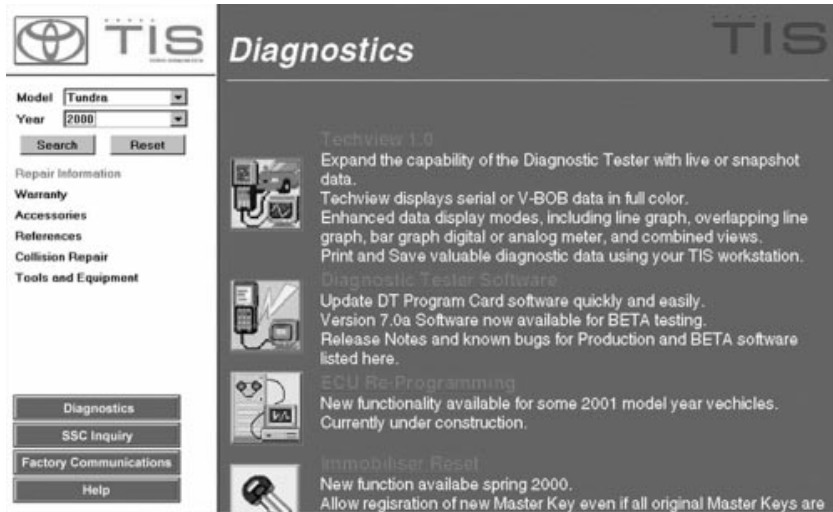 TIS
Diagnostics
TIS
Model Tundra
Year 2000
Search Reset
Repair Information
Warranty
Accessories
References
Collision Repair
Tools and Equipment
Diagnostics
SSC Inquiry
Factory Communications
Help
Techview 1.0
Expand the capability of the Diagnostic Tester with live or snapshot
data.
Techview displays serial or V-BOB data in full color.
Enhanced data display modes, including line graph, overlapping line
graph, bar graph digital or analog meter, and combined views.
Print and Save valuable diagnostic data using your TIS workstation.
Diagnostic Tester Software
Update DT Program Card software quickly and easily.
Version 7.0a Software now available for BETA testing.
Release Notes and known bugs for Production and BETA software
listed here.
ECU Re-Programming
New functionality available for some 2001 model year vechicles.
Currently under construction.
Immobiliser Reset
New function availabe spring 2000.
Allow regisration of new Master Key even if all original Master Keys are